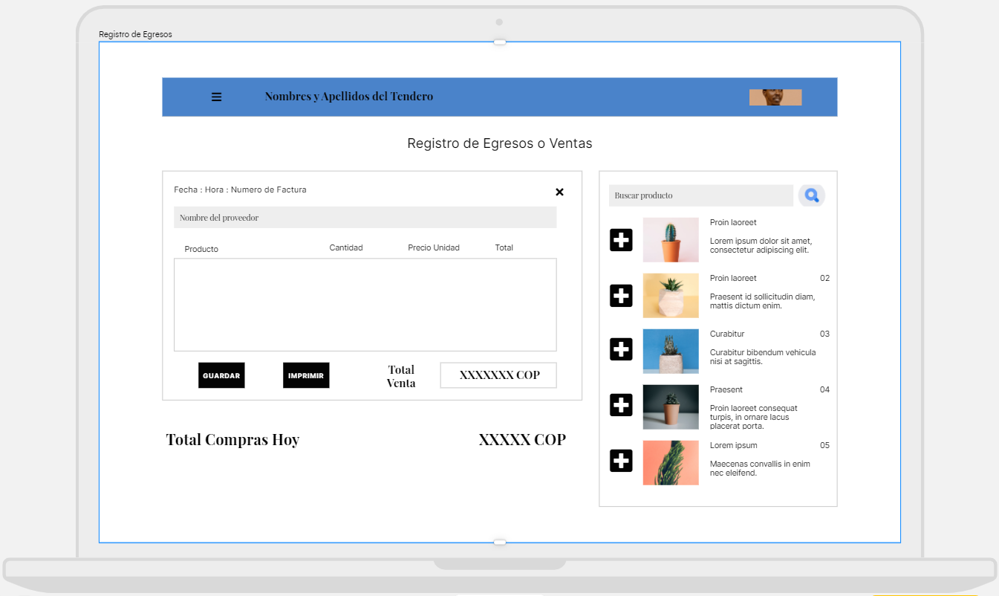 Registro de Egresos
Nombres y Apellidos del Tendero
Registro de Egresos o Ventas
Fecha : Hora : Numero de Factura
Nombre del proveedor
Producto Cantidad Precio Unidad Total
GUARDAR
IMPRIMIR
Total
Venta
XXXXXXX COP
Total Compras Hoy
XXXXX COP
Buscar producto
Proin laoreet
Lorem ipsum dolor sit amet,
consectetur adipiscing elit.
Proin laoreet 02
Praesent id sollicitudin diam,
mattis dictum enim.
Curabitur 03
Curabitur bibendum vehicula
nisi at sagittis.
Praesent 04
Proin laoreet consequat
turpis, in ornare lacus
placerat porta.
Lorem ipsum 05
Maecenas convallis in enim
nec eleifend.